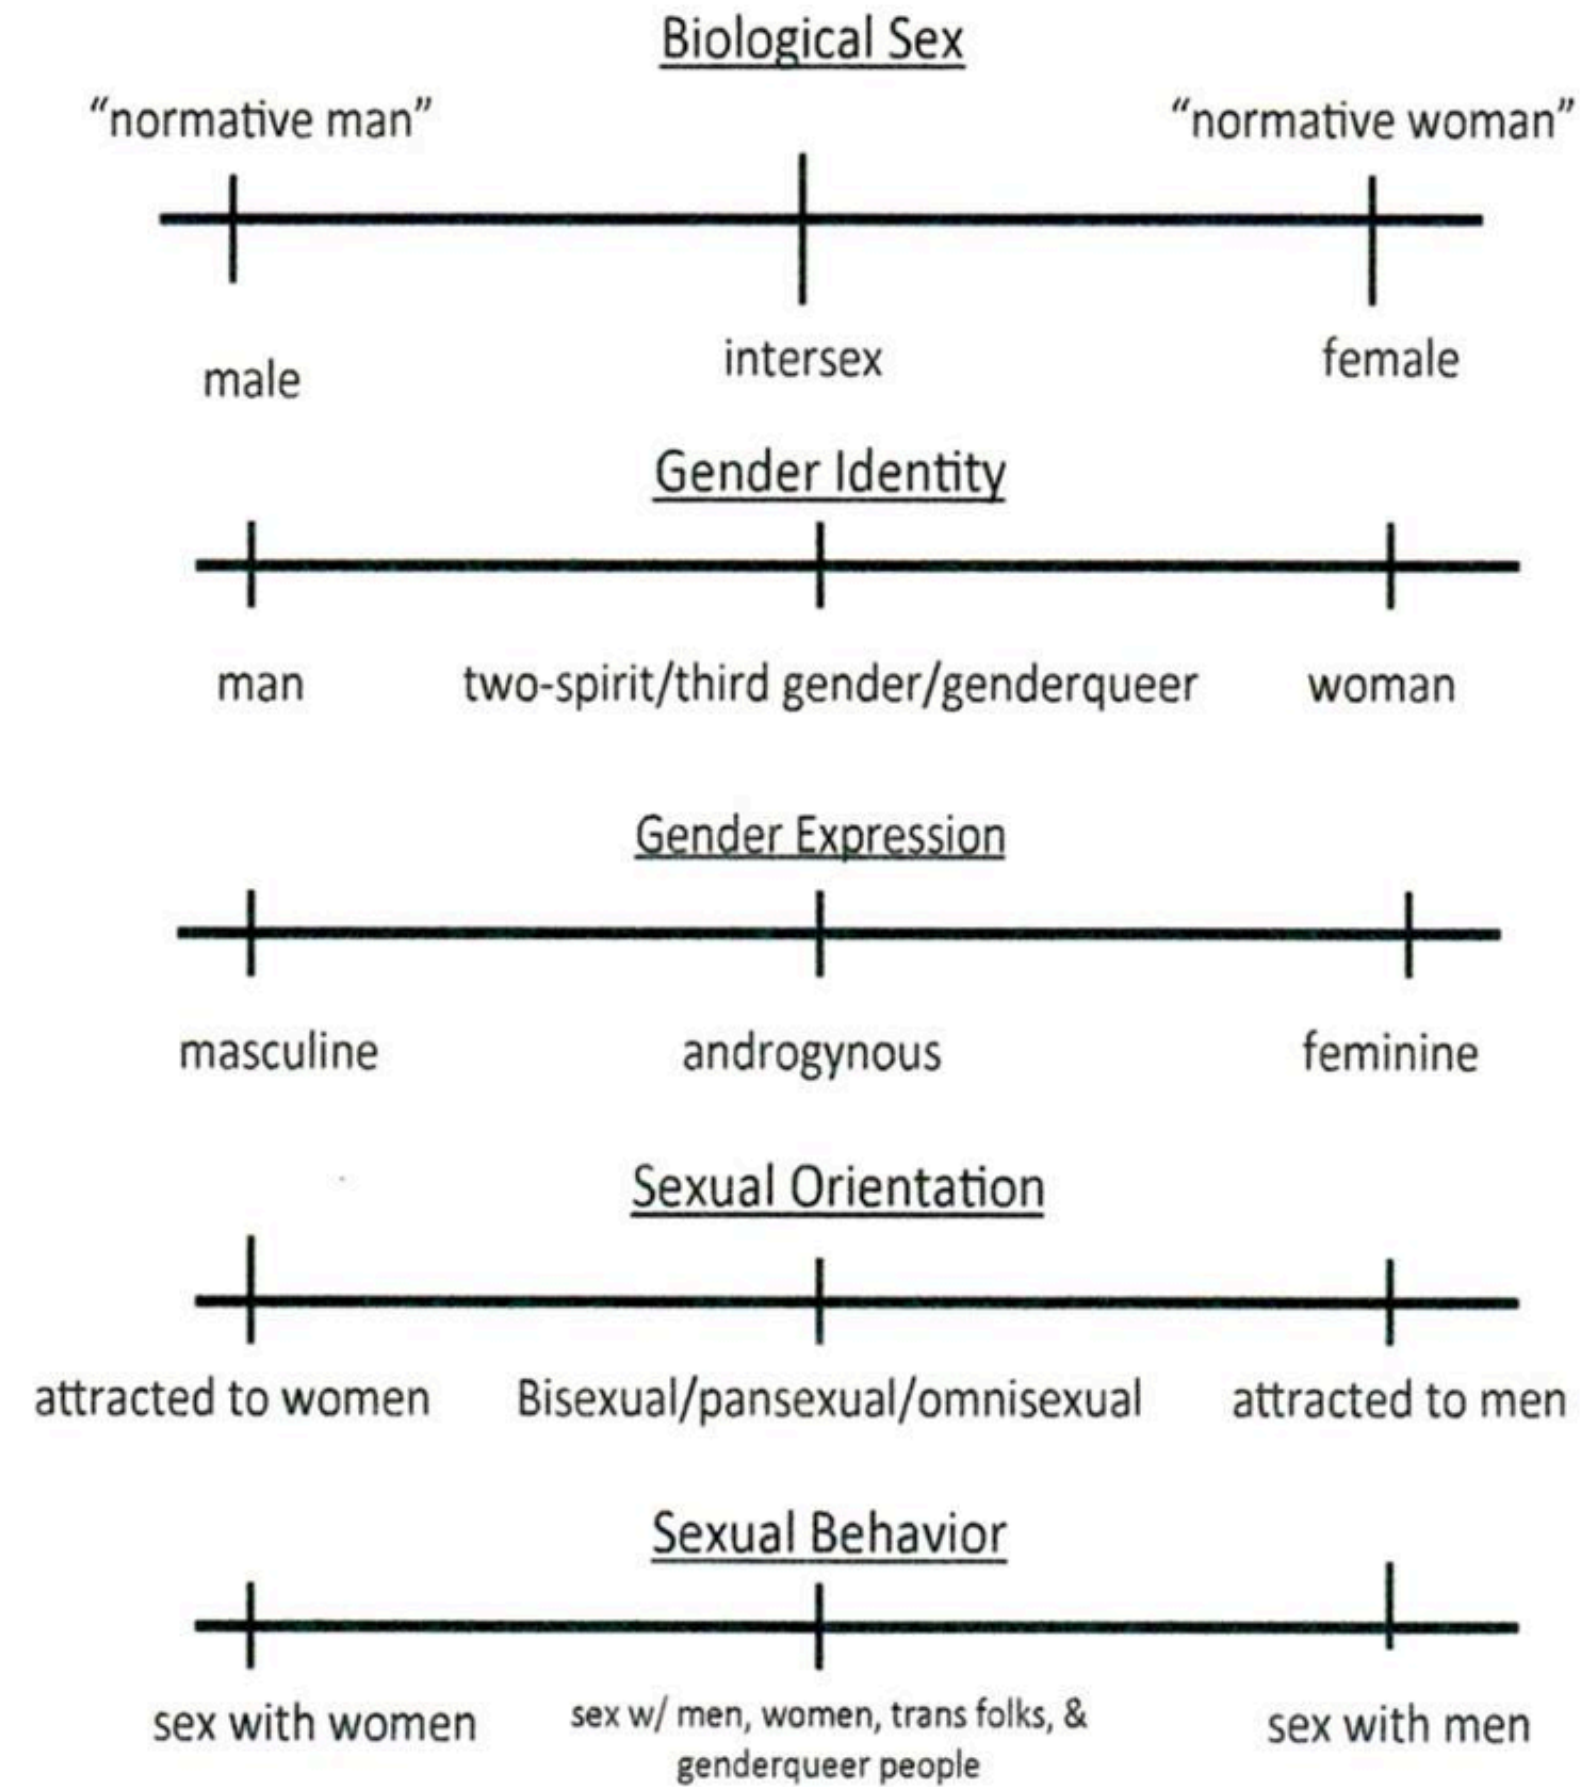 Biological Sex
“normative man” “normative woman”
male intersex female
Gender Identity
man two-spirit/third gender/genderqueer woman
Gender Expression
masculine androgynous feminine
Sexual Orientation
attracted to women Bisexual/pansexual/omnisexual attracted to men
Sexual Behavior
sex with women sex w/ men, women, trans folks, & sex with men
genderqueer people